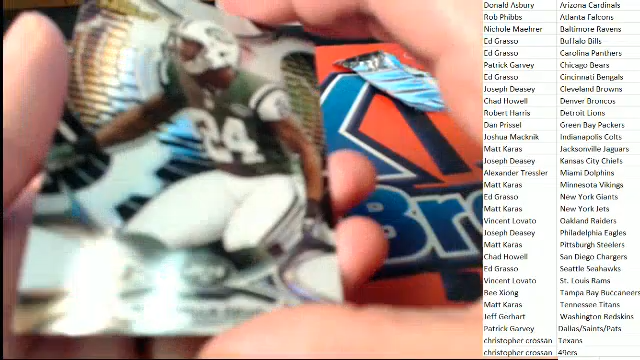 Donald Asbury Arizona Cardinals
Rob Phibbs Atlanta Falcons
Nichole Maehrer Baltimore Ravens
Ed Grasso Buffalo Bills
Ed Grasso Carolina Panthers
Patrick Garvey Chicago Bears
Ed Grasso Cincinnati Bengals
Joseph Deasey Cleveland Browns
Chad Howell Denver Broncos
Robert Harris Detroit Lions
Dan Prissel Green Bay Packers
Joshua Macknik Indianapolis Colts
Matt Karas Jacksonville Jaguars
Joseph Deasey Kansas City Chiefs
Alexander Tressler Miami Dolphins
Matt Karas Minnesota Vikings
Ed Grasso New York Giants
Matt Karas New York Jets
Vincent Lovato Oakland Raiders
Joseph Deasey Philadelphia Eagles
Matt Karas Pittsburgh Steelers
Chad Howell San Diego Chargers
Ed Grasso Seattle Seahawks
Vincent Lovato St. Louis Rams
Bee Xiong Tampa Bay Buccaneers
Matt Karas Tennessee Titans
Jeff Gerhart Washington Redskins
Patrick Garvey Dallas/Saints/Pats
christopher crossan Texans
christopher crossan 49ers
24
Bro